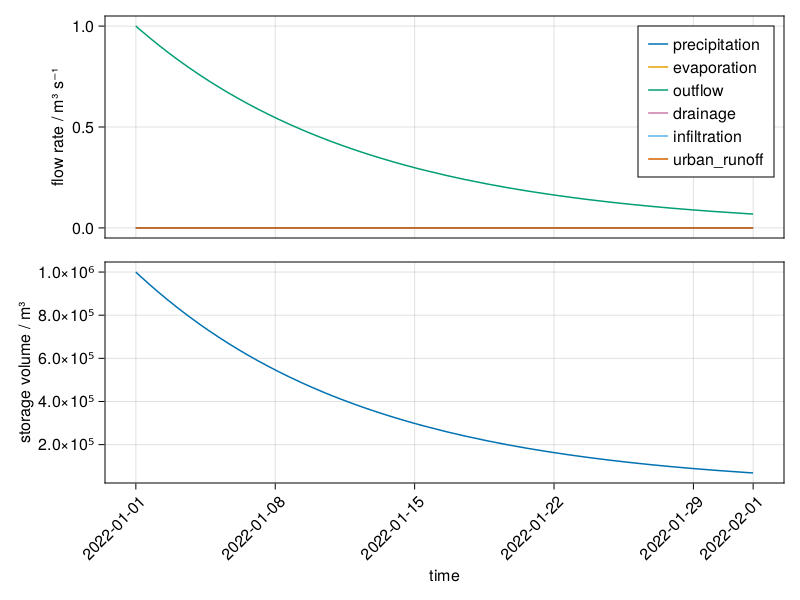 flow rate / m³ s⁻¹
1.0
0.5
0.0
precipitation
evaporation
outflow
drainage
infiltration
urban_runoff
storage volume / m³
1.0×10⁶
8.0×10⁵
6.0×10⁵
4.0×10⁵
2.0×10⁵
2022-01-01
2022-01-08
2022-01-15
2022-01-22
2022-01-29
2022-02-01
time